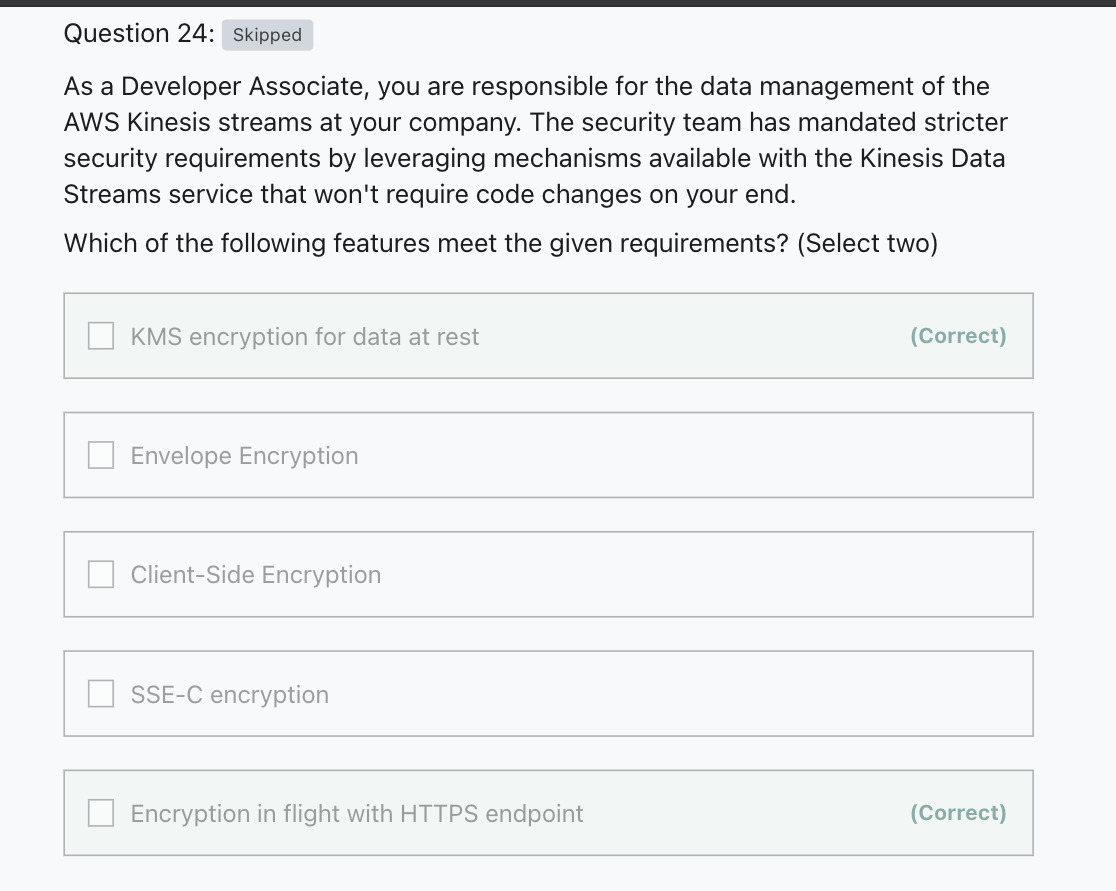 Question 24: Skipped
As a Developer Associate, you are responsible for the data management of the
AWS Kinesis streams at your company. The security team has mandated stricter
security requirements by leveraging mechanisms available with the Kinesis Data
Streams service that won't require code changes on your end.
Which of the following features meet the given requirements? (Select two)
KMS encryption for data at rest (Correct)
Envelope Encryption
Client-Side Encryption
SSE-C encryption
Encryption in flight with HTTPS endpoint (Correct)